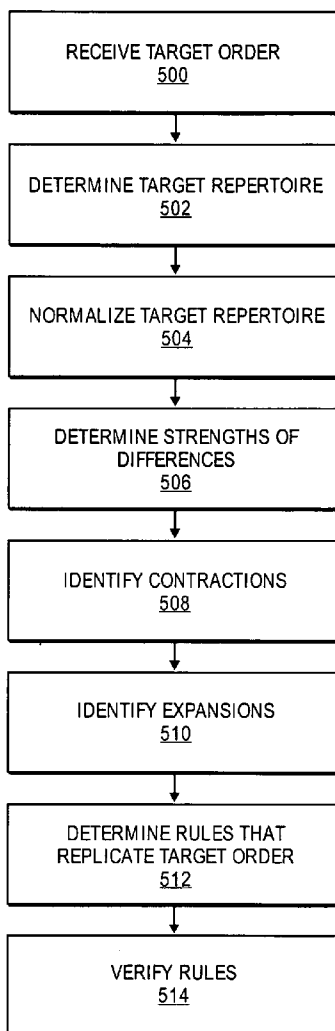 RECEIVE TARGET ORDER
500
DETERMINE TARGET REPERTOIRE
502
NORMALIZE TARGET REPERTOIRE
504
DETERMINE STRENGTHS OF
DIFFERENCES
506
IDENTIFY CONTRACTIONS
508
IDENTIFY EXPANSIONS
510
DETERMINE RULES THAT
REPLICATE TARGET ORDER
512
VERIFY RULES
514